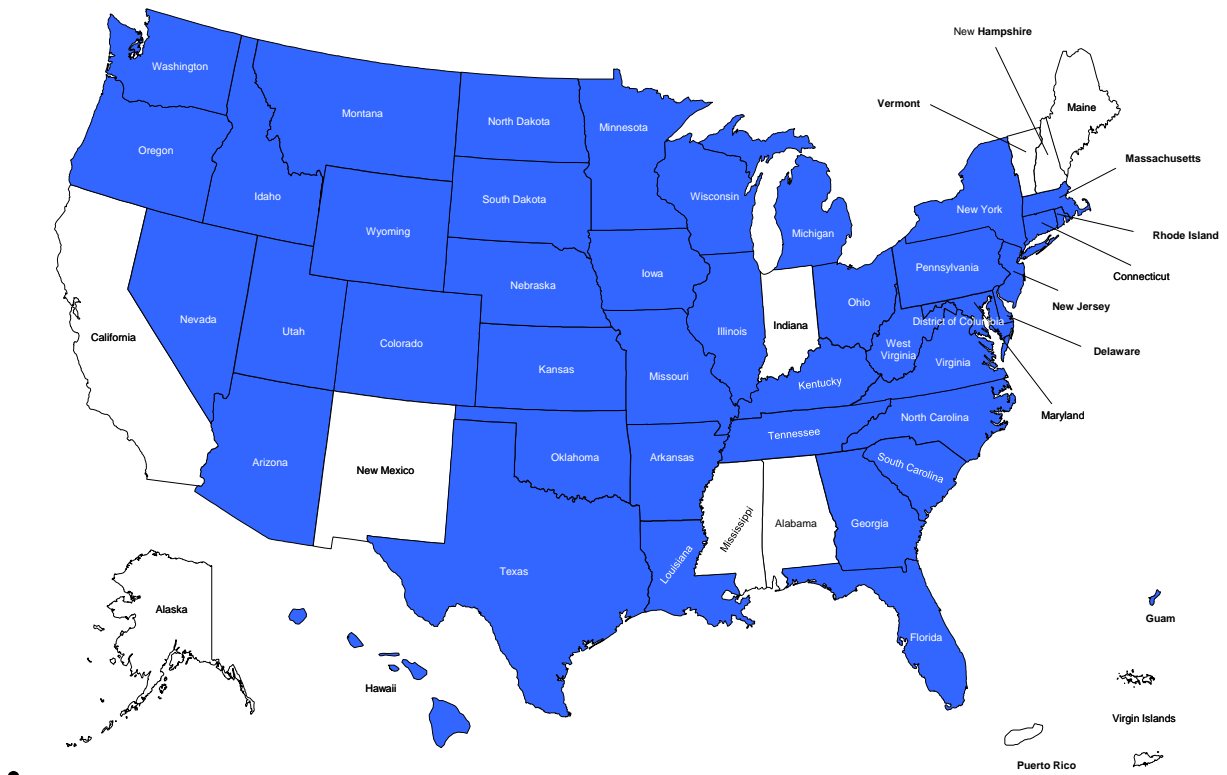 New Hampshire
Washington
Vermont
Maine
Montana
North Dakota
Minnesota
Oregon
Massachusetts
Idaho
South Dakota
Wisconsin
New York
Wyoming
Michigan
Rhode Island
Iowa
Pennsylvania
Connecticut
Nebraska
Ohio
New Jersey
Nevada
Utah
Illinois
Indiana
District of Columbia
California
Colorado
West
Virginia
Virginia
Delaware
Kansas
Missouri
Kentucky
Maryland
North Carolina
Tennessee
Arizona
New Mexico
Oklahoma
Arkansas
South Carolina
Mississippi
Alabama
Georgia
Louisiana
Texas
Alaska
Guam
Florida
Hawaii
Virgin Islands
Puerto Rico